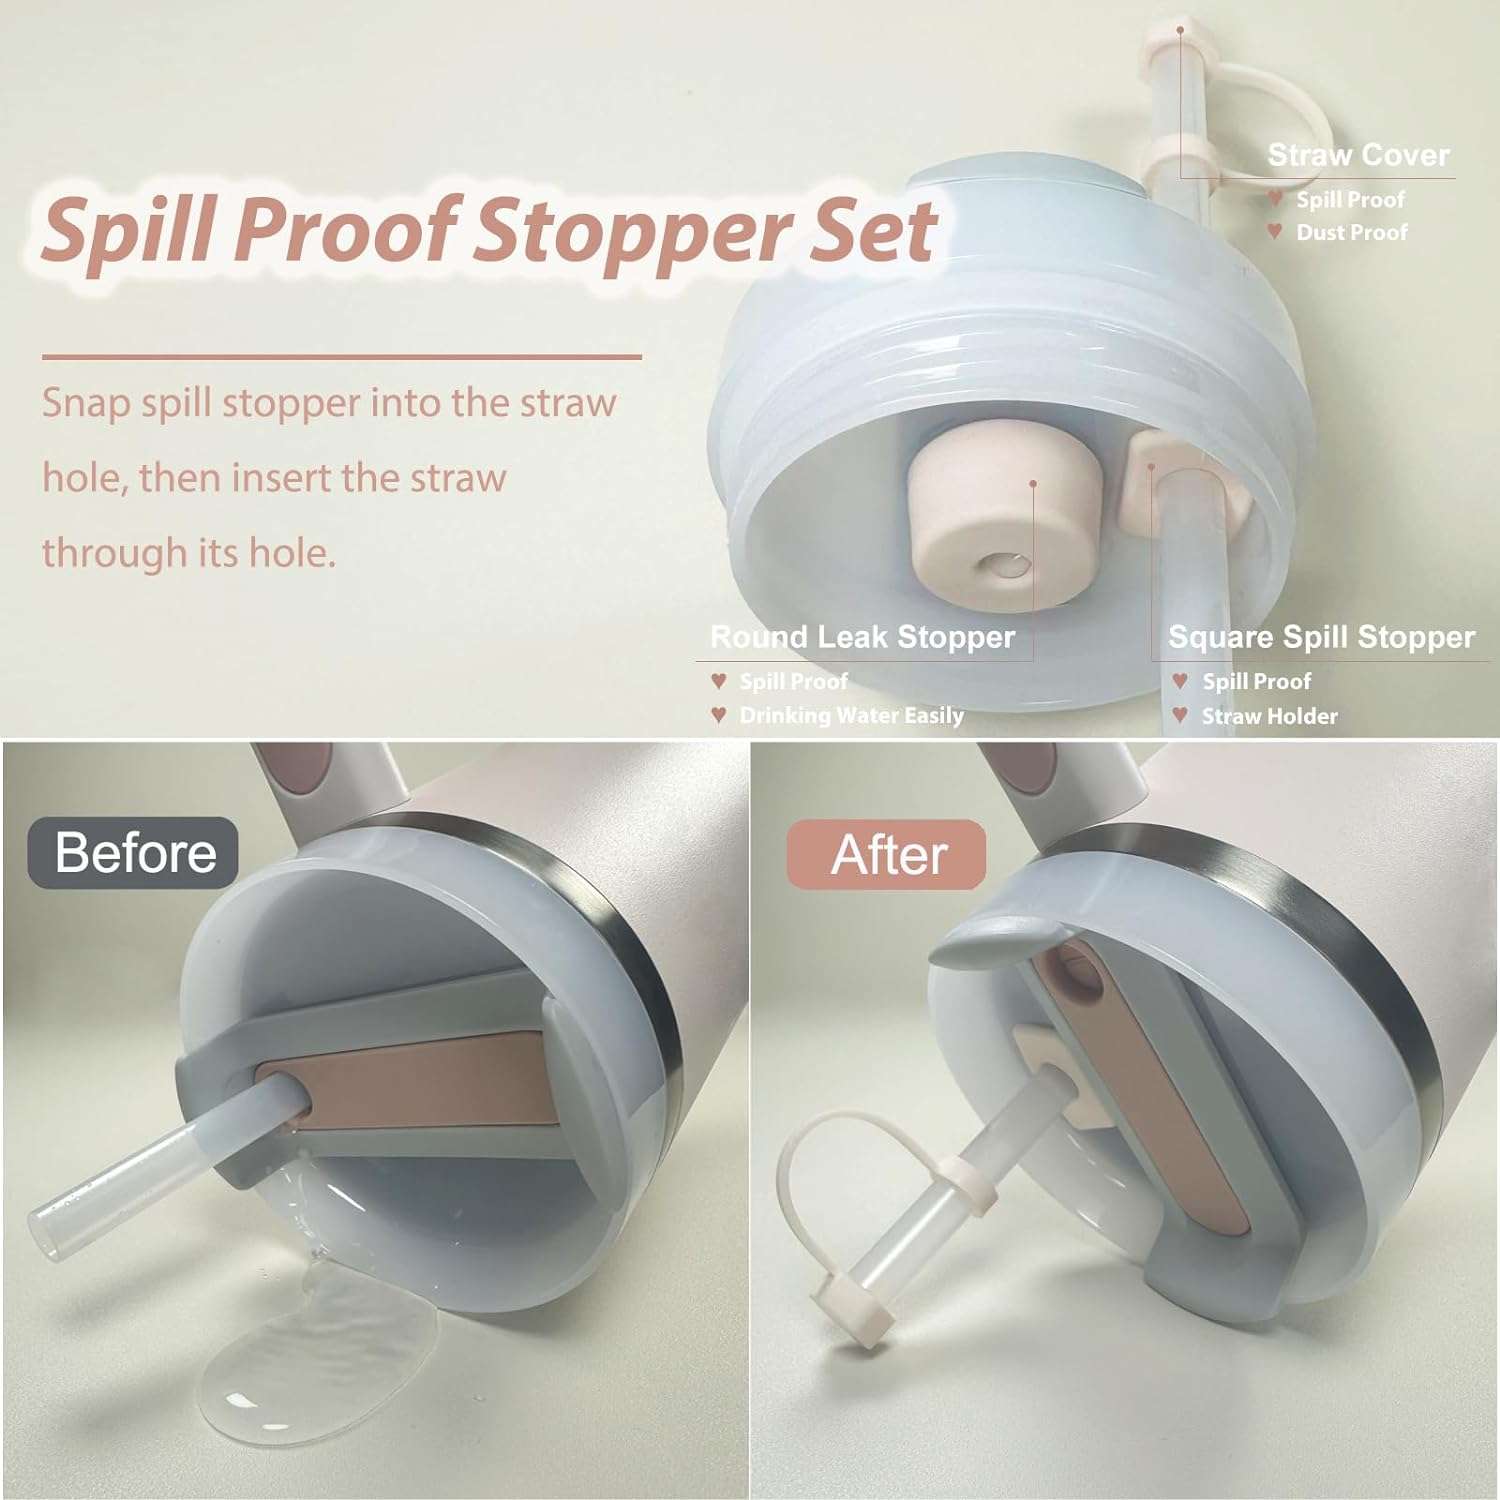 Spill Proof Stopper Set
Snap spill stopper into the straw
hole, then insert the straw
through its hole.
Straw Cover
♥ Spill Proof
♥ Dust Proof
Round Leak Stopper
♥ Spill Proof
♥ Drinking Water Easily
Square Spill Stopper
♥ Spill Proof
♥ Straw Holder
Before
After